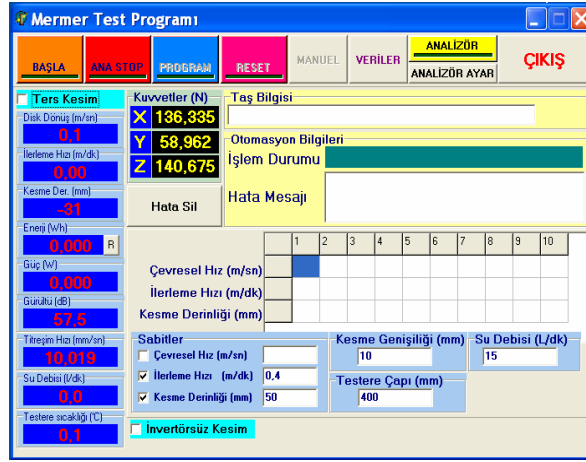 Mermer Test Programı
BAŞLA
ANA STOP
PROGRAM
RESET
MANUEL
VERİLER
ANALİZÖR
ANALİZÖR AYAR
ÇIKIŞ
Ters Kesim
Disk Dönüş (m/sn)
0,1
İlerleme Hızı (m/dk)
0,00
Kesme Der. (mm)
-31
Enerji (Wh)
0,000 R
Güç (W)
0,000
Gürültü (dB)
57,5
Titreşim Hızı (mm/sn)
10,019
Su Debisi (l/dk)
0,0
Testere sıcaklığı (°C)
0,1
Kuvvetler (N)
X 136,335
Y 58,962
Z 140,675
Hata Sil
Taş Bilgisi
Otomasyon Bilgileri
İşlem Durumu
Hata Mesajı
1 2 3 4 5 6 7 8 9 10
Çevresel Hız (m/sn)
İlerleme Hızı (m/dk)
Kesme Derinliği (mm)
Sabitler
Çevresel Hız (m/sn)
İlerleme Hızı (m/dk) 0,4
Kesme Derinliği (mm) 50
Kesme Genişiliği (mm)
10
Su Debisi (L/dk)
15
Testere Çapı (mm)
400
İnvertörsüz Kesim